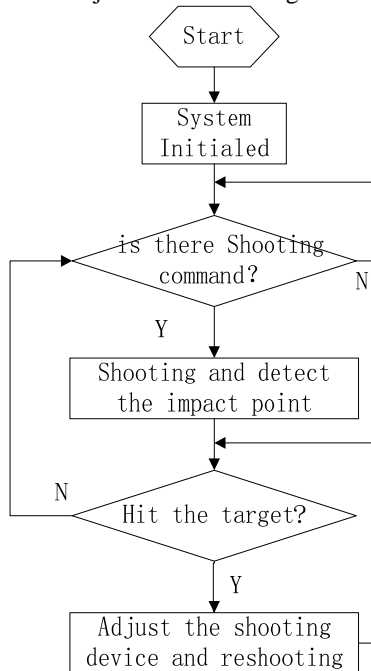 Start
System
Initialed
is there Shooting
command?
N
Y
Shooting and detect
the impact point
N
Hit the target?
Y
Adjust the shooting
device and reshooting